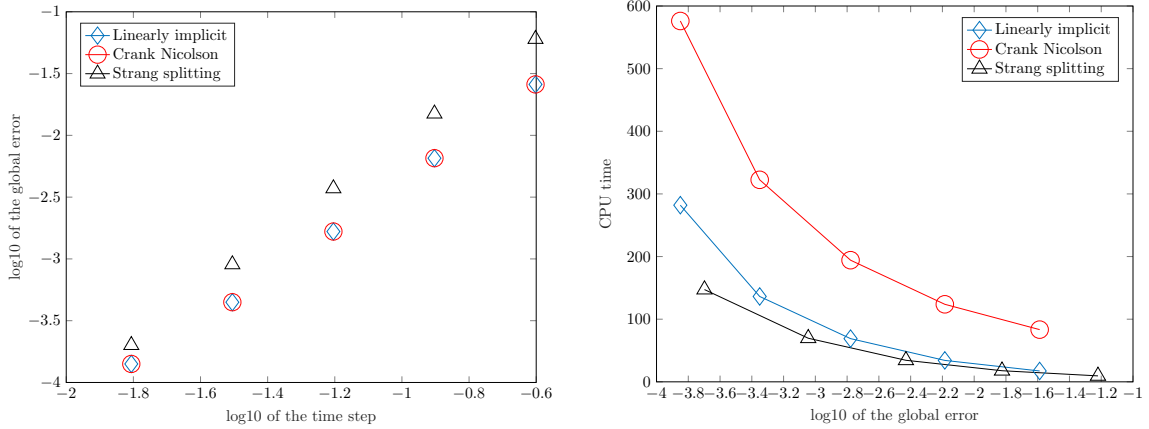 −1
−1.5
−2
−2.5
−3
−3.5
−4
log10 of the global error
Linearly implicit
Crank Nicolson
Strang splitting
−2 −1.8 −1.6 −1.4 −1.2 −1 −0.8 −0.6
log10 of the time step
600
500
400
300
200
100
0
CPU time
Linearly implicit
Crank Nicolson
Strang splitting
−4 −3.8−3.6−3.4−3.2 −3 −2.8−2.6−2.4−2.2 −2 −1.8−1.6−1.4−1.2 −1
log10 of the global error